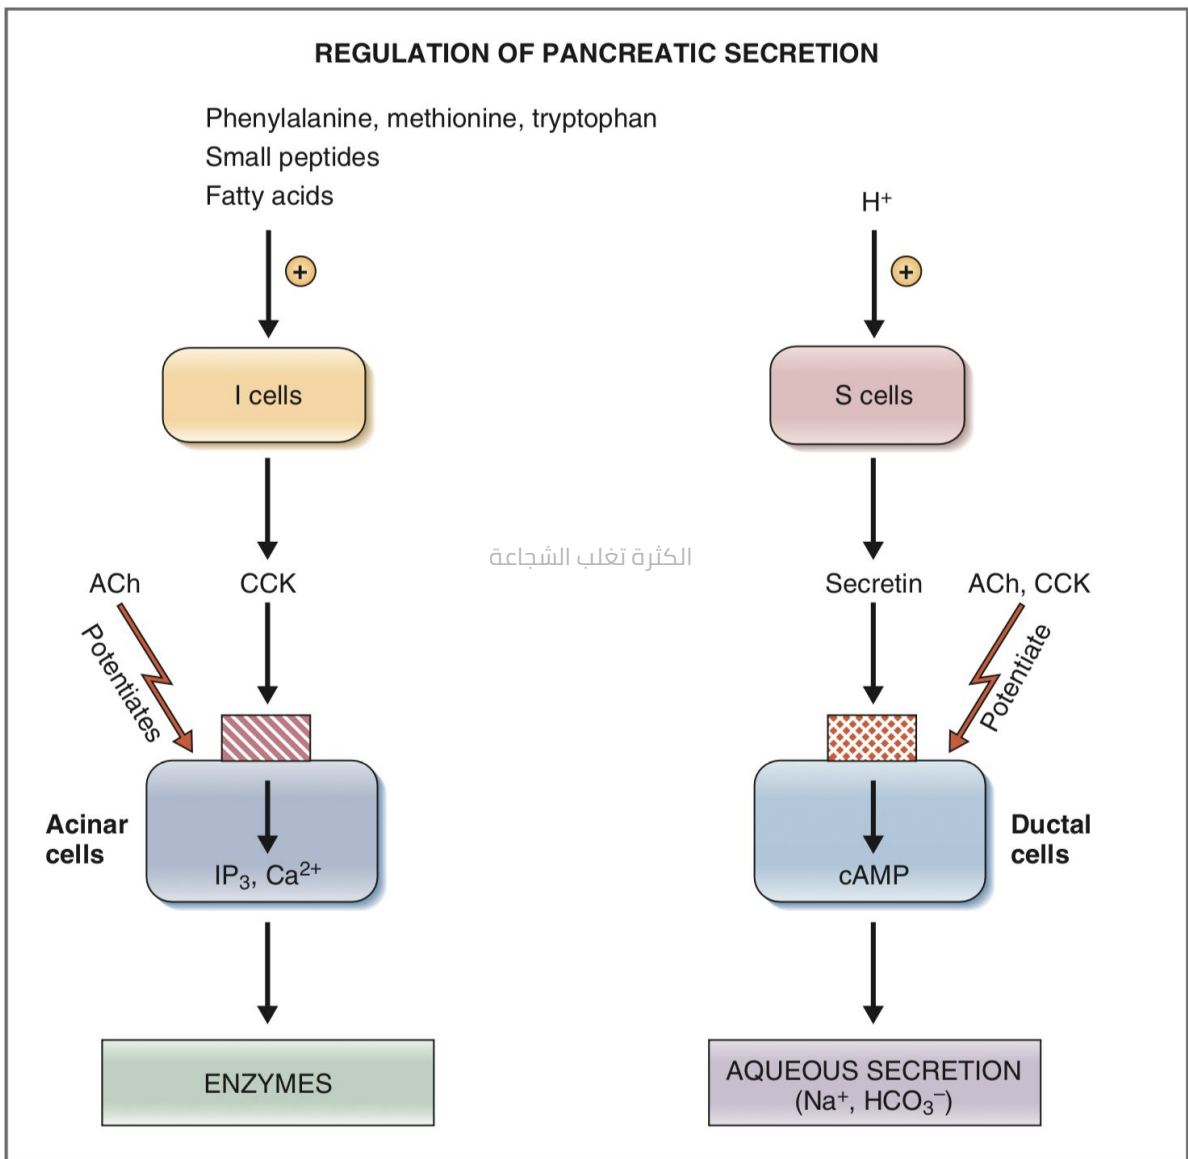 REGULATION OF PANCREATIC SECRETION
Phenylalanine, methionine, tryptophan
Small peptides
Fatty acids
+
I cells
ACh
CCK
Potentiates
Acinar
cells
IP₃, Ca²⁺
ENZYMES
H⁺
+
S cells
الكثرة تغلب الشجاعة
Secretin
ACh, CCK
Potentiate
Ductal
cells
cAMP
AQUEOUS SECRETION
(Na⁺, HCO₃⁻)